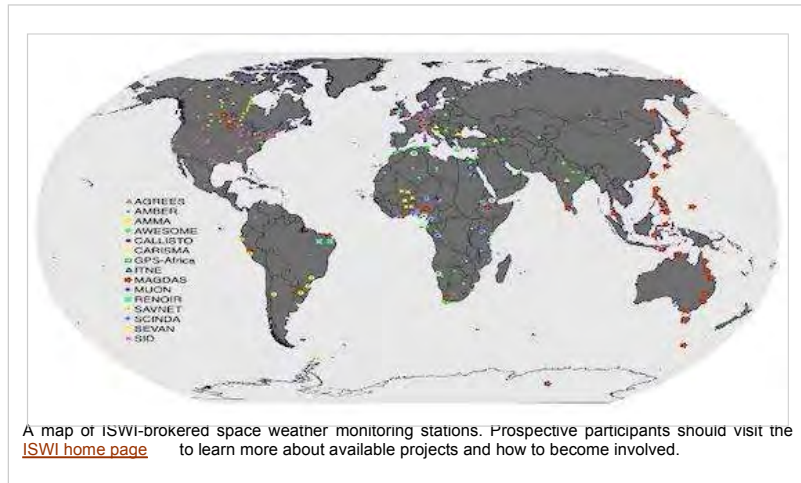 AGREES
AMBER
AMMA
AWESOME
CALLISTO
CARISMA
GPS-Africa
ITNE
MAGDAS
MUON
RENOIR
SAVNET
SCINDA
SEVAN
SID
A map of ISWI-brokered space weather monitoring stations. Prospective participants should visit the
ISWI home page to learn more about available projects and how to become involved.